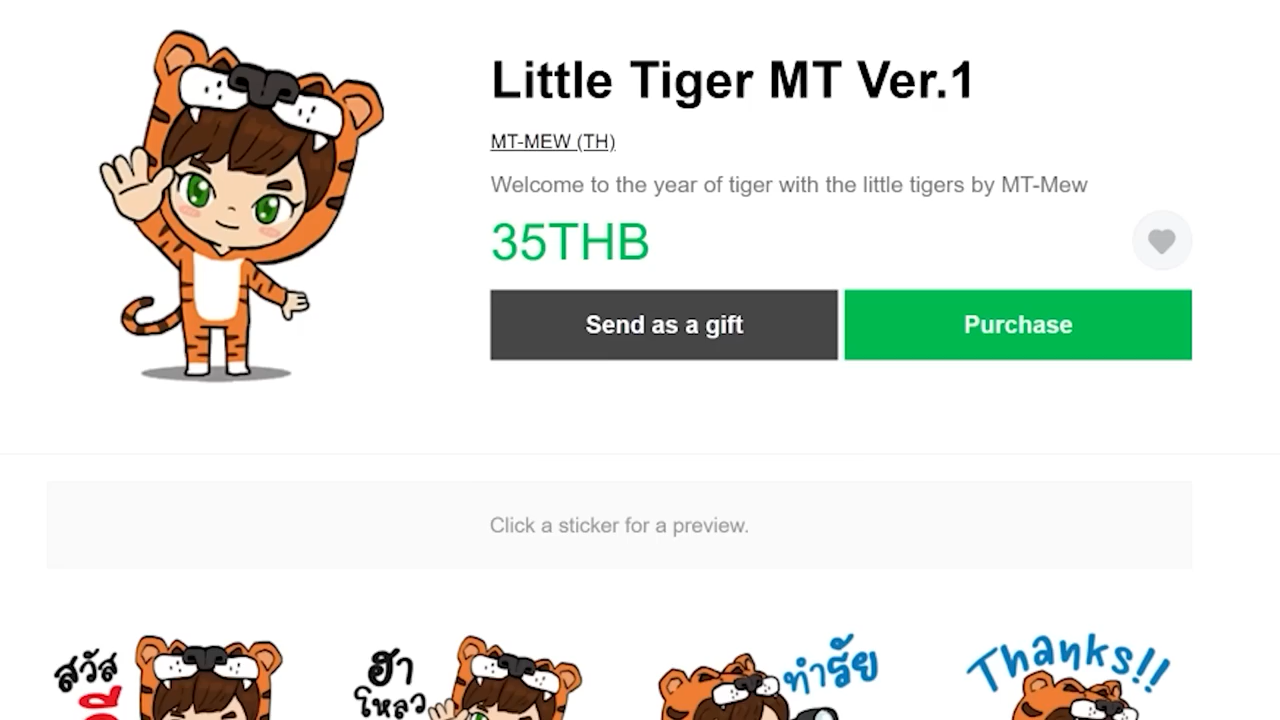 Little Tiger MT Ver.1
MT-MEW (TH)
Welcome to the year of tiger with the little tigers by MT-Mew
35THB
Send as a gift
Purchase
Click a sticker for a preview.
สวัส
ฮา
โหลว
ทำรัย
Thanks!!